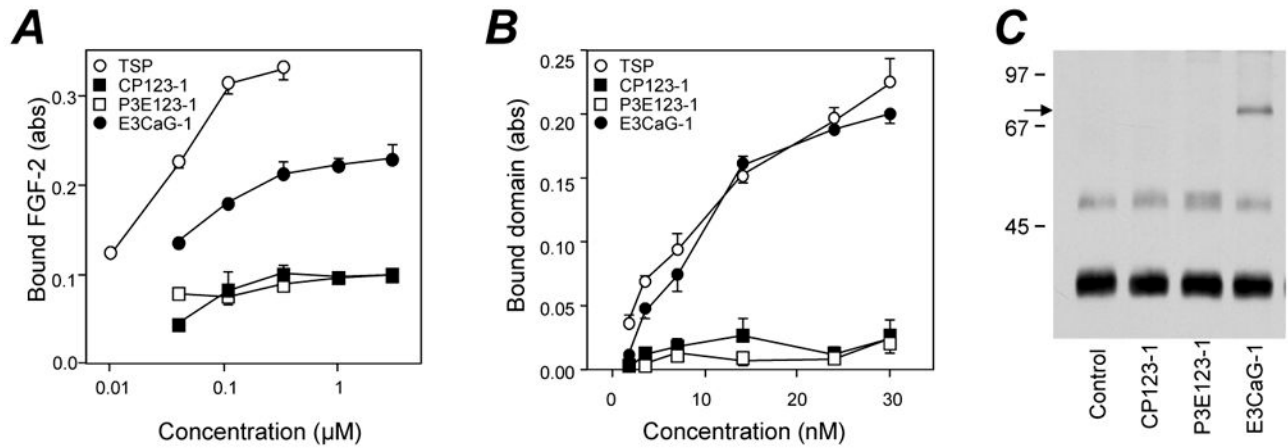 A
Bound FGF-2 (abs)
TSP
CP123-1
P3E123-1
E3CaG-1
0.3
0.2
0.1
0.0
0.01
0.1
1
Concentration (µM)
B
Bound domain (abs)
TSP
CP123-1
P3E123-1
E3CaG-1
0.25
0.20
0.15
0.10
0.05
0.00
0
10
20
30
Concentration (nM)
C
97 -
67 -
45 -
Control
CP123-1
P3E123-1
E3CaG-1